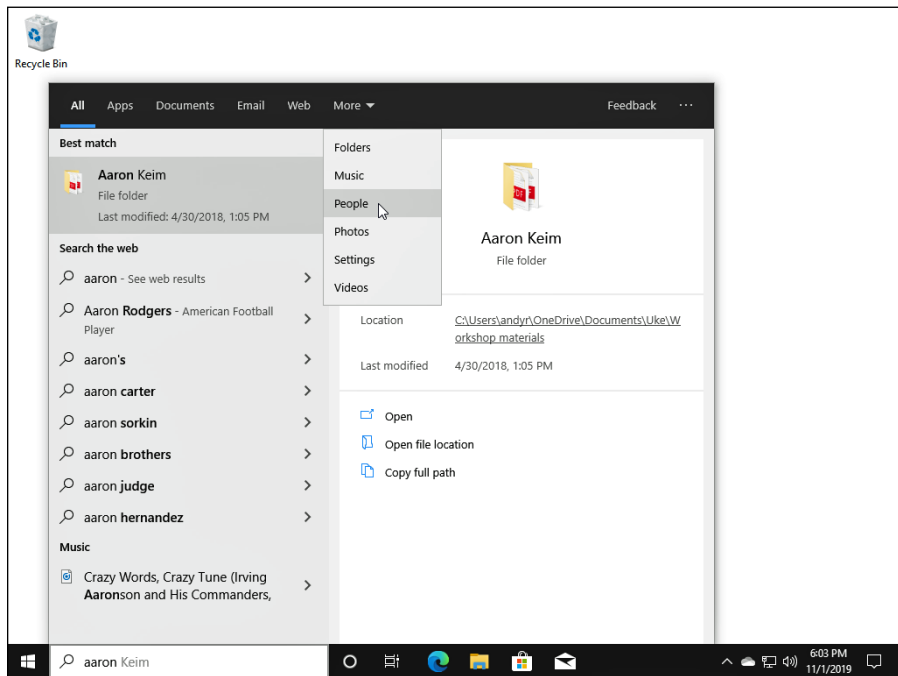 Recycle Bin
All Apps Documents Email Web More Feedback ...
Best match
Aaron Keim
File folder
Last modified: 4/30/2018, 1:05 PM
Folders
Music
People
Photos
Settings
Videos
Search the web
aaron - See web results
Aaron Rodgers - American Football
Player
aaron's
aaron carter
aaron sorkin
aaron brothers
aaron judge
aaron hernandez
Music
Crazy Words, Crazy Tune (Irving
Aaronson and His Commanders,
PDF
Aaron Keim
File folder
Location C:\Users\andyr\OneDrive\Documents\Uke\W
orkshop materials
Last modified 4/30/2018, 1:05 PM
Open
Open file location
Copy full path
aaron Keim
6:03 PM
11/1/2019